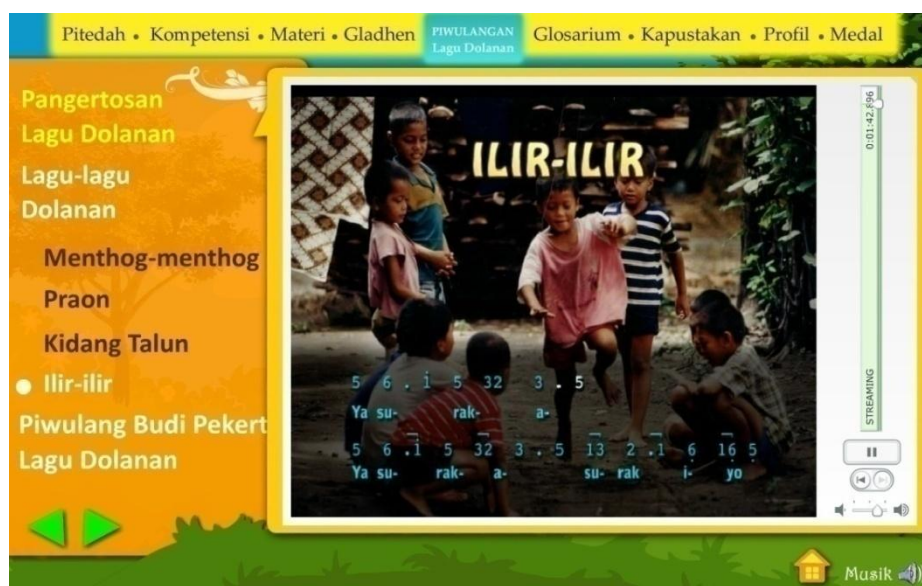 Pitedah • Kompetensi • Materi • Gladhen PIWULANGAN Lagu Dolanan Glosarium • Kapustakan • Profil • Medal
Pangertosan
Lagu Dolanan
Lagu-lagu
Dolanan
Menthog-menthog
Praon
Kidang Talun
Ilir-ilir
Piwulang Budi Pekert
Lagu Dolanan
ILIR-ILIR
5 6 . i 5 32 3 . 5
Ya su- rak- a-
5 6 .1 5 32 3 . 5 13 2 .1 6 16 5
Ya su- rak- a- su- rak i- yo
0:01:42.896
STREAMING
Musik